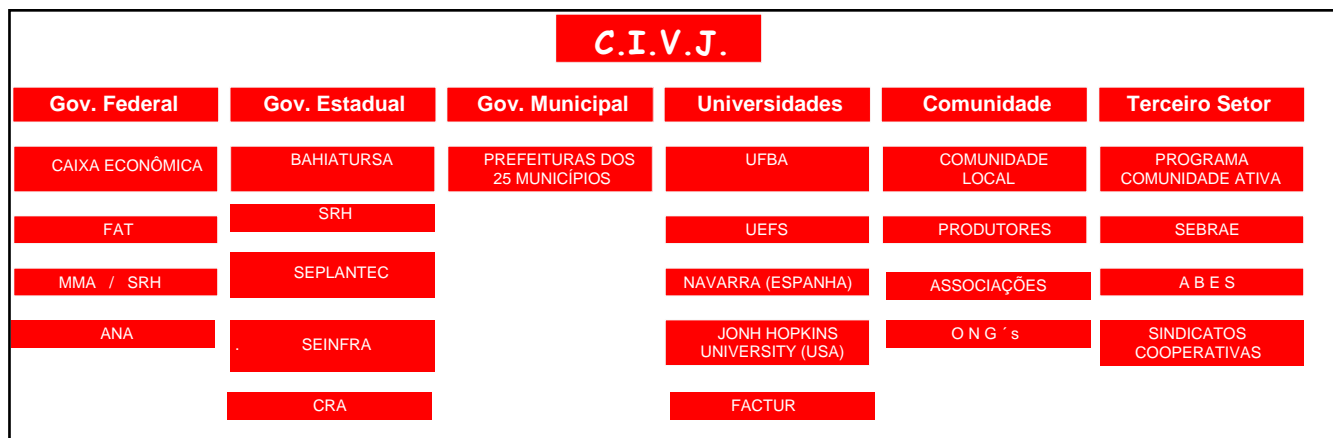 C.I.V.J.
Gov. Federal
Gov. Estadual
Gov. Municipal
Universidades
Comunidade
Terceiro Setor
CAIXA ECONÔMICA
BAHIATURSA
PREFEITURAS DOS
25 MUNICÍPIOS
UFBA
COMUNIDADE
LOCAL
PROGRAMA
COMUNIDADE ATIVA
FAT
SRH
UEFS
PRODUTORES
SEBRAE
MMA / SRH
SEPLANTEC
NAVARRA (ESPANHA)
ASSOCIAÇÕES
A B E S
ANA
. SEINFRA
JONH HOPKINS
UNIVERSITY (USA)
O N G ´ s
SINDICATOS
COOPERATIVAS
CRA
FACTUR